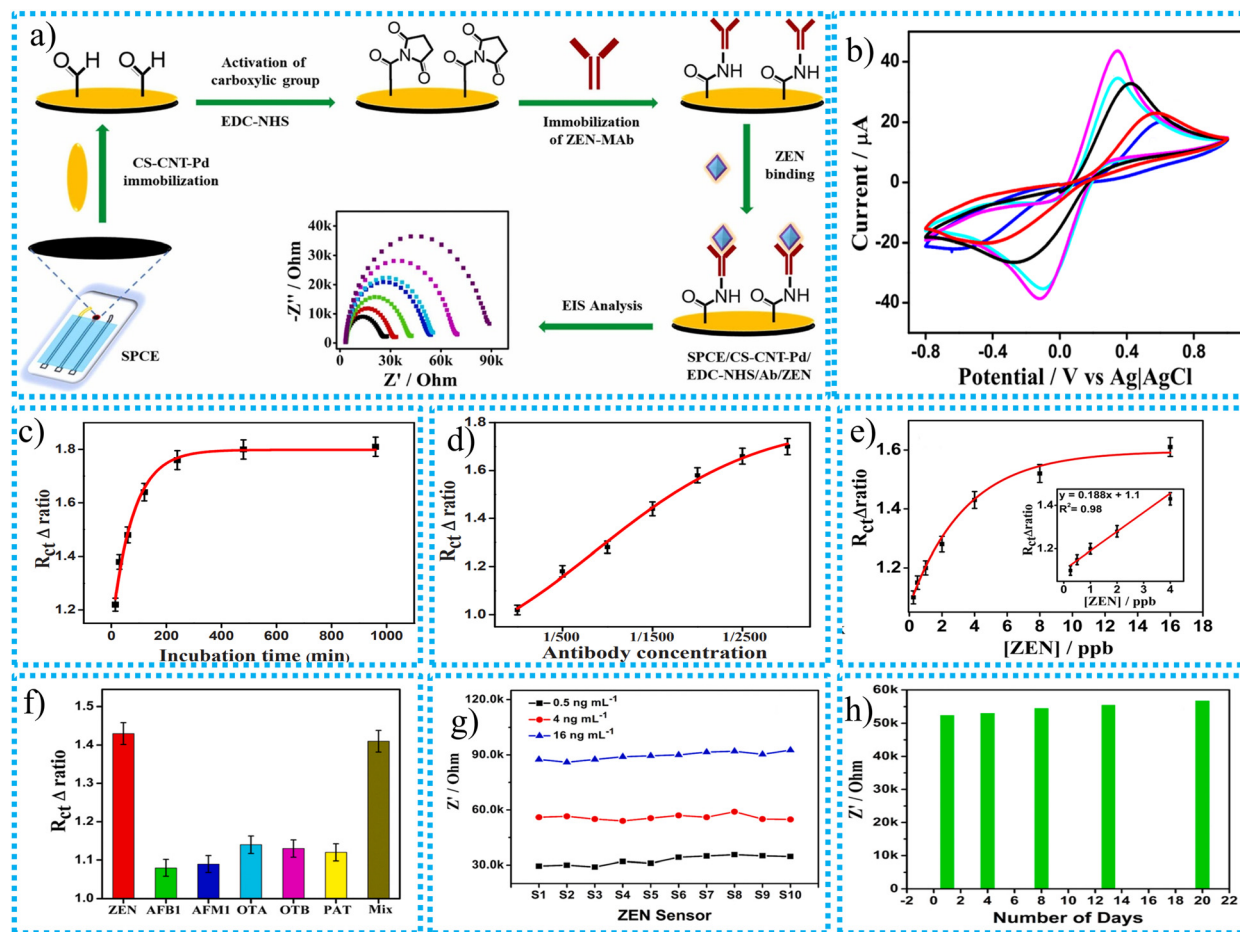 a)
O
H
O
H
Activation of
carboxylic group
EDC-NHS
O
N
O
O
O
N
O
O
Immobilization
of ZEN-MAb
O
NH
O
NH
CS-CNT-Pd
immobilization
ZEN
binding
SPCE
40k
30k
20k
10k
0
-Z'' / Ohm
0
30k
60k
90k
Z' / Ohm
EIS Analysis
O
NH
O
NH
SPCE/CS-CNT-Pd/
EDC-NHS/Ab/ZEN
b)
40
20
0
-20
-40
Current / µA
-0.8
-0.4
0.0
0.4
0.8
Potential / V vs Ag|AgCl
c)
1.8
1.6
1.4
1.2
Rct Δ ratio
0
200
400
600
800
1000
Incubation time (min)
d)
1.8
1.6
1.4
1.2
1.0
Rct Δ ratio
1/500
1/1500
1/2500
Antibody concentration
e)
1.6
1.4
1.2
RctΔratio
y = 0.188x + 1.1
R²= 0.98
1.4
1.2
RctΔratio
0
1
2
3
4
[ZEN] / ppb
0
2
4
6
8
10
12
14
16
18
[ZEN] / ppb
f)
1.5
1.4
1.3
1.2
1.1
1.0
Rct Δ ratio
ZEN
AFB1
AFM1
OTA
OTB
PAT
Mix
g)
120.0k
90.0k
60.0k
30.0k
Z' / Ohm
0.5 ng mL⁻¹
4 ng mL⁻¹
16 ng mL⁻¹
S1
S2
S3
S4
S5
S6
S7
S8
S9
S10
ZEN Sensor
h)
60k
50k
40k
30k
20k
10k
0
Z' / Ohm
-2
0
2
4
6
8
10
12
14
16
18
20
22
Number of Days